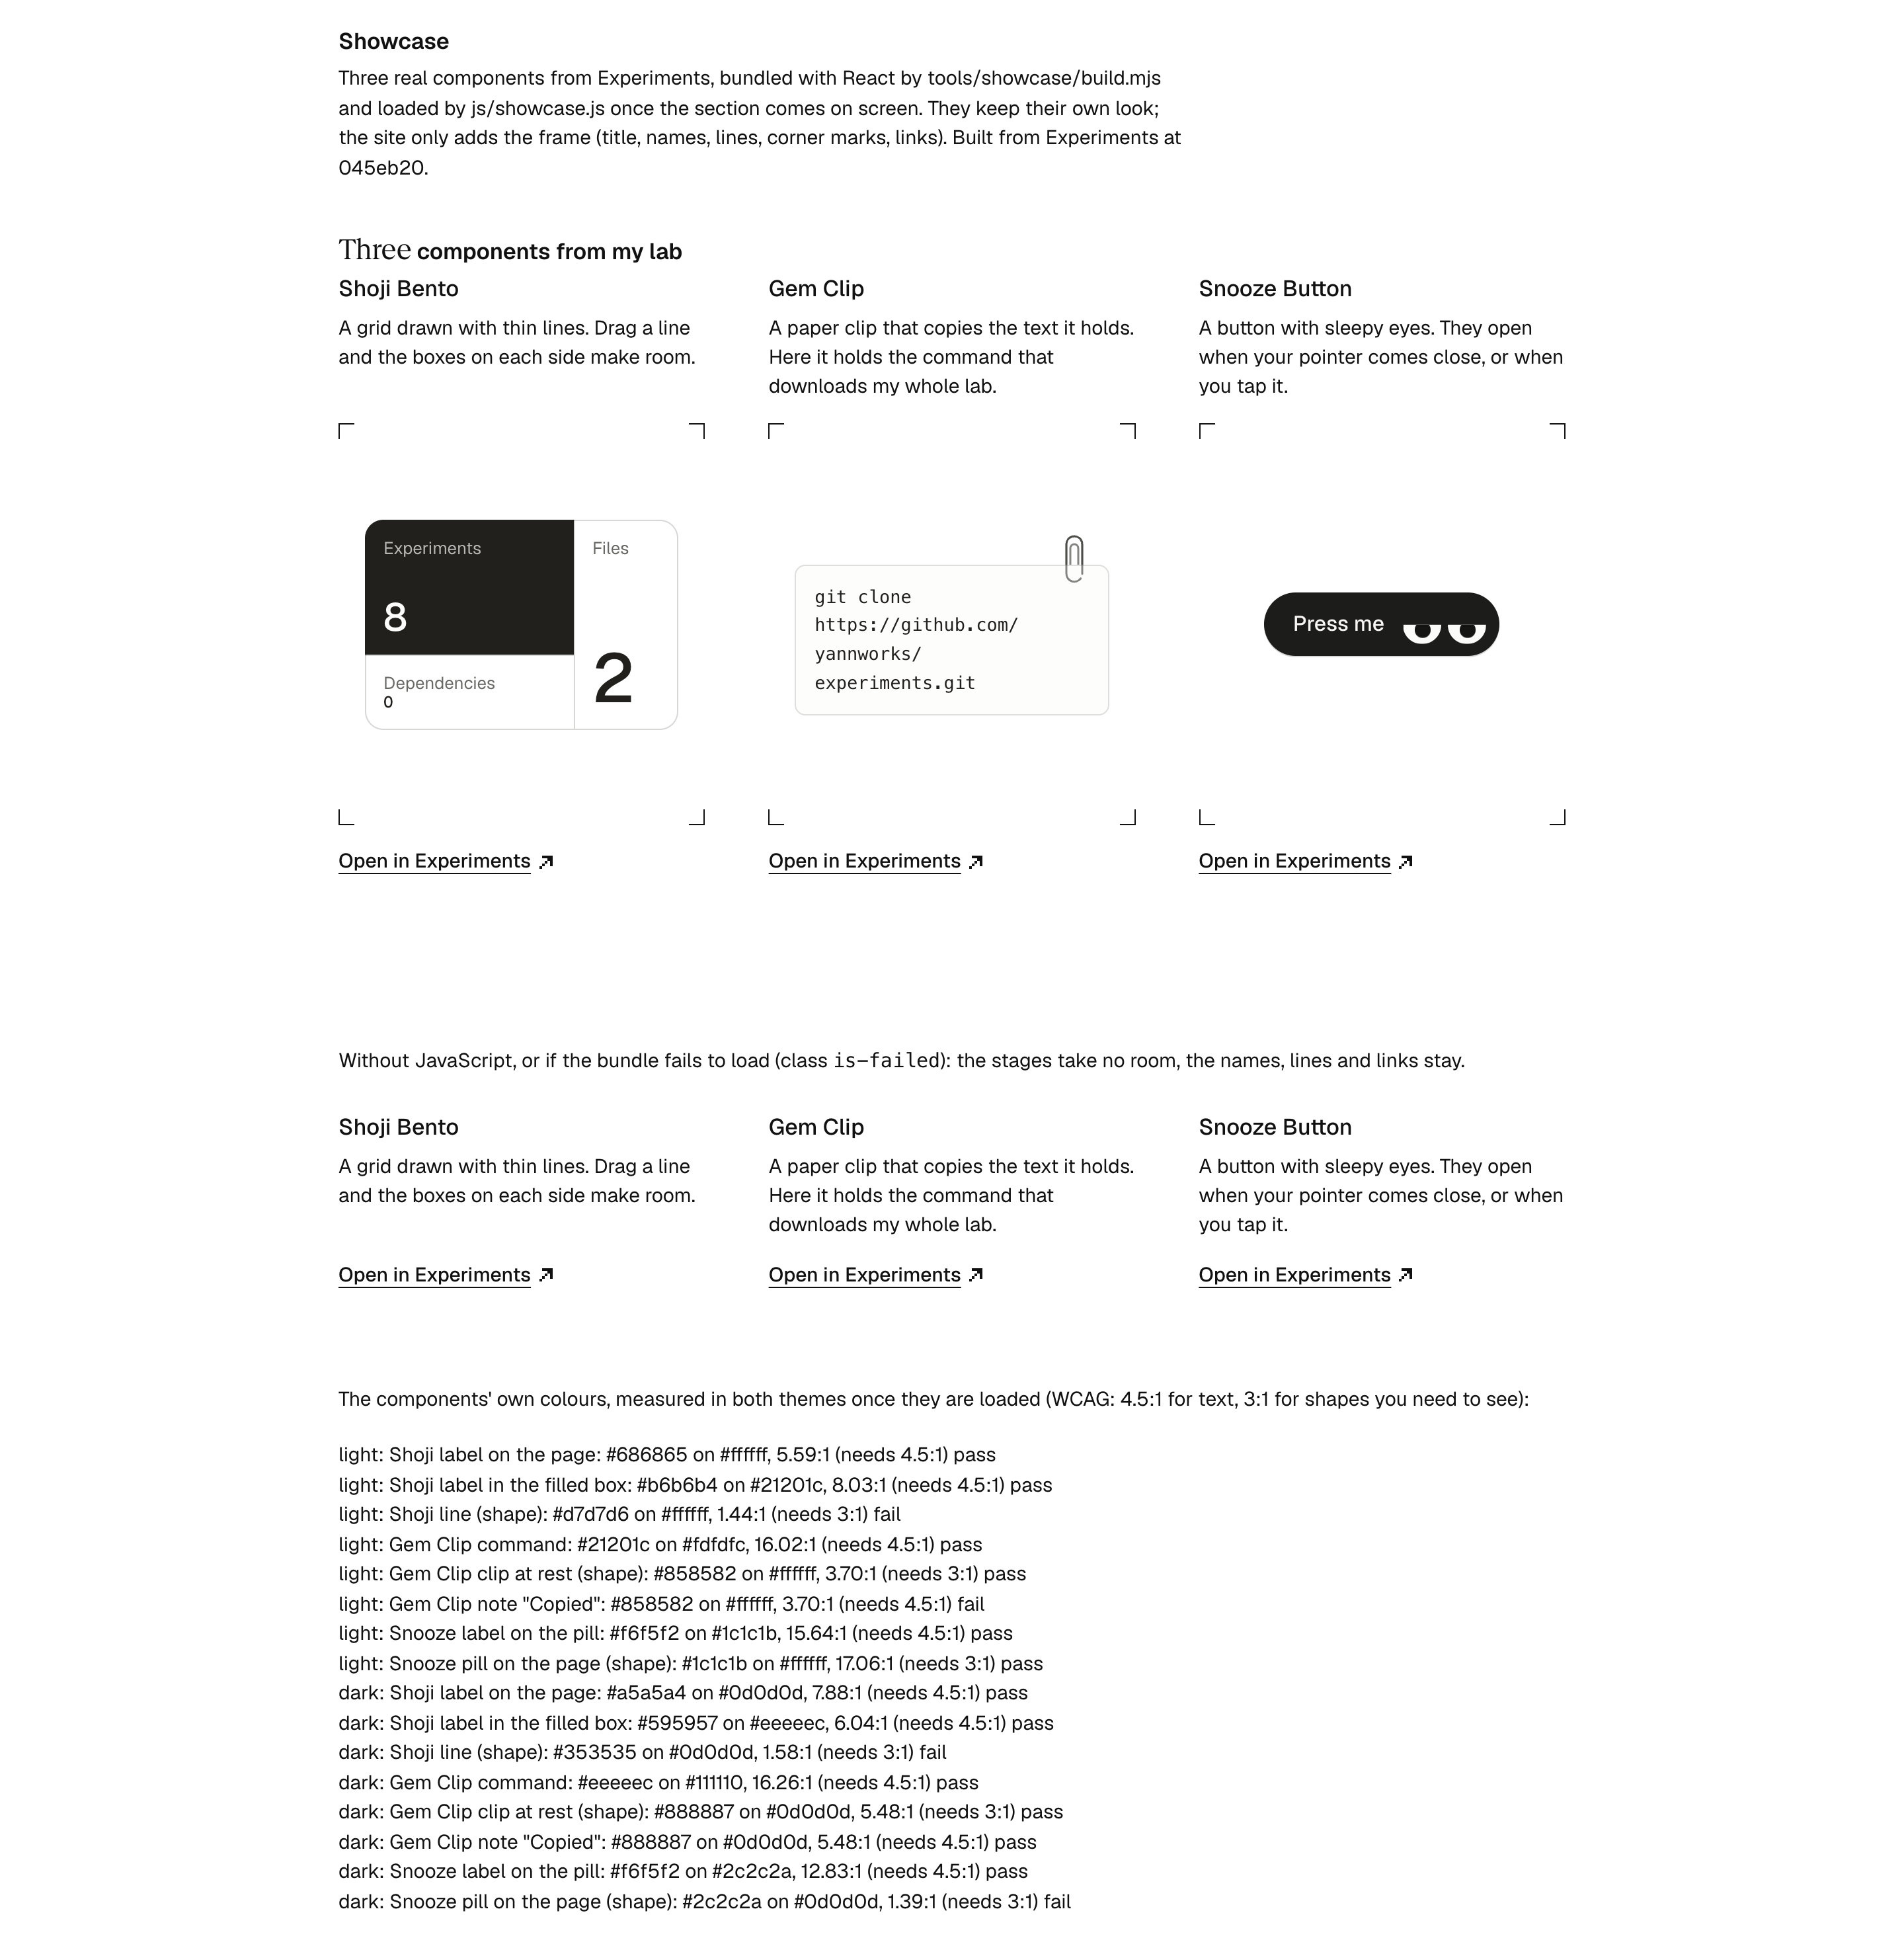 Showcase
Three real components from Experiments, bundled with React by tools/showcase/build.mjs
and loaded by js/showcase.js once the section comes on screen. They keep their own look;
the site only adds the frame (title, names, lines, corner marks, links). Built from Experiments at
045eb20.
Three components from my lab
Shoji Bento
A grid drawn with thin lines. Drag a line
and the boxes on each side make room.
Experiments
8
Files
2
Dependencies
0
Open in Experiments
Gem Clip
A paper clip that copies the text it holds.
Here it holds the command that
downloads my whole lab.
git clone
https://github.com/
yannworks/
experiments.git
Open in Experiments
Snooze Button
A button with sleepy eyes. They open
when your pointer comes close, or when
you tap it.
Press me
Open in Experiments
Without JavaScript, or if the bundle fails to load (class is-failed): the stages take no room, the names, lines and links stay.
Shoji Bento
A grid drawn with thin lines. Drag a line
and the boxes on each side make room.
Open in Experiments
Gem Clip
A paper clip that copies the text it holds.
Here it holds the command that
downloads my whole lab.
Open in Experiments
Snooze Button
A button with sleepy eyes. They open
when your pointer comes close, or when
you tap it.
Open in Experiments
The components' own colours, measured in both themes once they are loaded (WCAG: 4.5:1 for text, 3:1 for shapes you need to see):
light: Shoji label on the page: #686865 on #ffffff, 5.59:1 (needs 4.5:1) pass
light: Shoji label in the filled box: #b6b6b4 on #21201c, 8.03:1 (needs 4.5:1) pass
light: Shoji line (shape): #d7d7d6 on #ffffff, 1.44:1 (needs 3:1) fail
light: Gem Clip command: #21201c on #fdfdfc, 16.02:1 (needs 4.5:1) pass
light: Gem Clip clip at rest (shape): #858582 on #ffffff, 3.70:1 (needs 3:1) pass
light: Gem Clip note "Copied": #858582 on #ffffff, 3.70:1 (needs 4.5:1) fail
light: Snooze label on the pill: #f6f5f2 on #1c1c1b, 15.64:1 (needs 4.5:1) pass
light: Snooze pill on the page (shape): #1c1c1b on #ffffff, 17.06:1 (needs 3:1) pass
dark: Shoji label on the page: #a5a5a4 on #0d0d0d, 7.88:1 (needs 4.5:1) pass
dark: Shoji label in the filled box: #595957 on #eeeeec, 6.04:1 (needs 4.5:1) pass
dark: Shoji line (shape): #353535 on #0d0d0d, 1.58:1 (needs 3:1) fail
dark: Gem Clip command: #eeeeec on #111110, 16.26:1 (needs 4.5:1) pass
dark: Gem Clip clip at rest (shape): #888887 on #0d0d0d, 5.48:1 (needs 3:1) pass
dark: Gem Clip note "Copied": #888887 on #0d0d0d, 5.48:1 (needs 4.5:1) pass
dark: Snooze label on the pill: #f6f5f2 on #2c2c2a, 12.83:1 (needs 4.5:1) pass
dark: Snooze pill on the page (shape): #2c2c2a on #0d0d0d, 1.39:1 (needs 3:1) fail